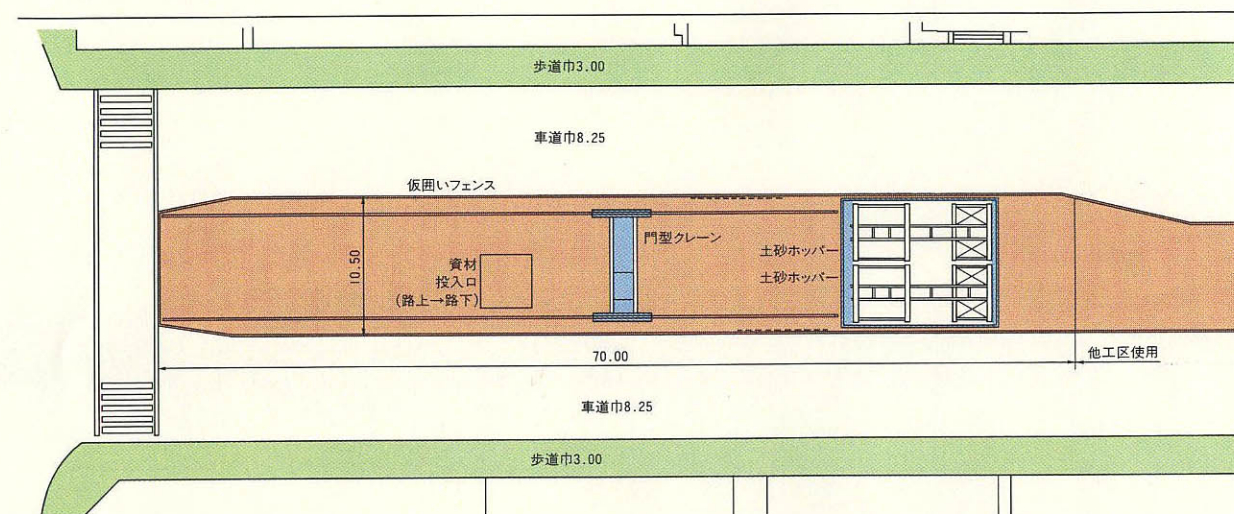 歩道巾3.00
車道巾8.25
仮囲いフェンス
門型クレーン
10.50
資材
投入口
(路上→路下)
土砂ホッパー
土砂ホッパー
70.00
他工区使用
車道巾8.25
歩道巾3.00